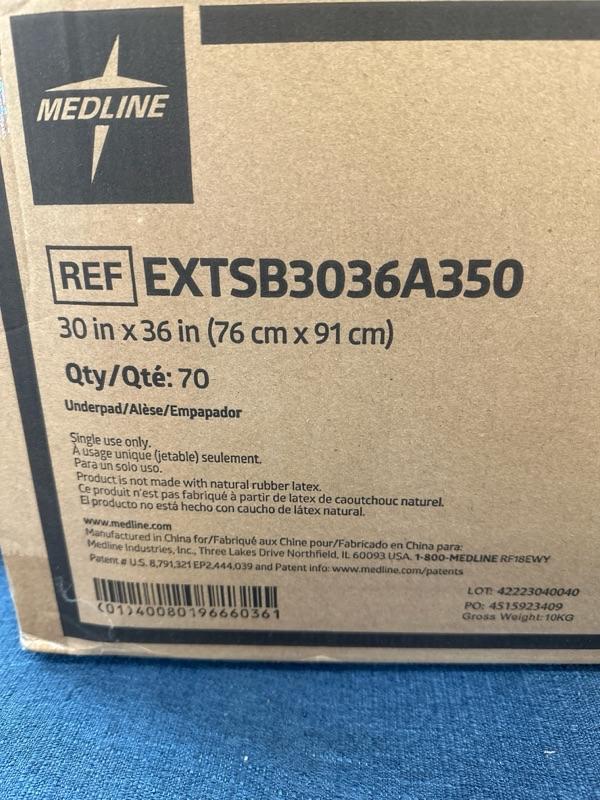 MEDLINE
REF EXTSB3036A350
30 in x 36 in (76 cm x 91 cm)
Qty/Qté: 70
Underpad/Alèse/Empapador
Single use only.
À usage unique (jetable) seulement.
Para un solo uso.
Product is not made with natural rubber latex.
Ce produit n'est pas fabriqué à partir de latex de caoutchouc naturel.
El producto no está hecho con caucho de látex natural.
www.medline.com
Manufactured in China for/Fabriqué aux Chine pour/Fabricado en China para:
Medline Industries, Inc., Three Lakes Drive Northfield, IL 60093 USA. 1-800-MEDLINE RF18EWY
Patent # U.S. 8,791,321 EP2,444,039 and Patent info: www.medline.com/patents
(01)40080196660361
LOT: 42223040040
PO: 4515923409
Gross Weight:10KG